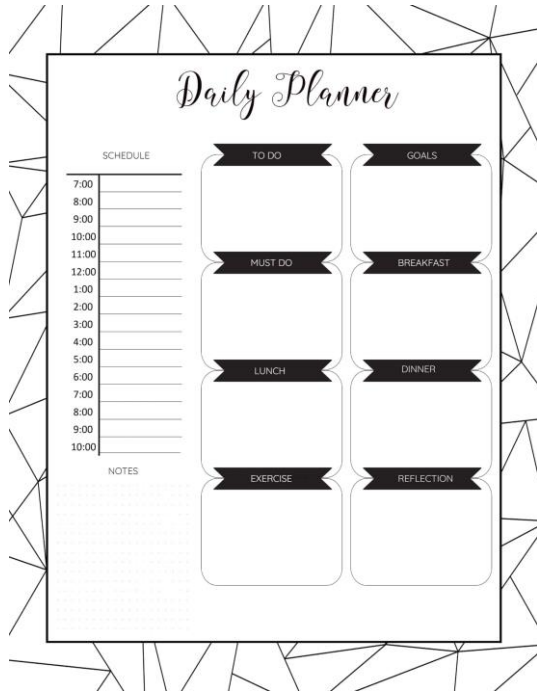 Daily Planner
SCHEDULE
7:00
8:00
9:00
10:00
11:00
12:00
1:00
2:00
3:00
4:00
5:00
6:00
7:00
8:00
9:00
10:00
NOTES
TO DO
GOALS
MUST DO
BREAKFAST
LUNCH
DINNER
EXERCISE
REFLECTION